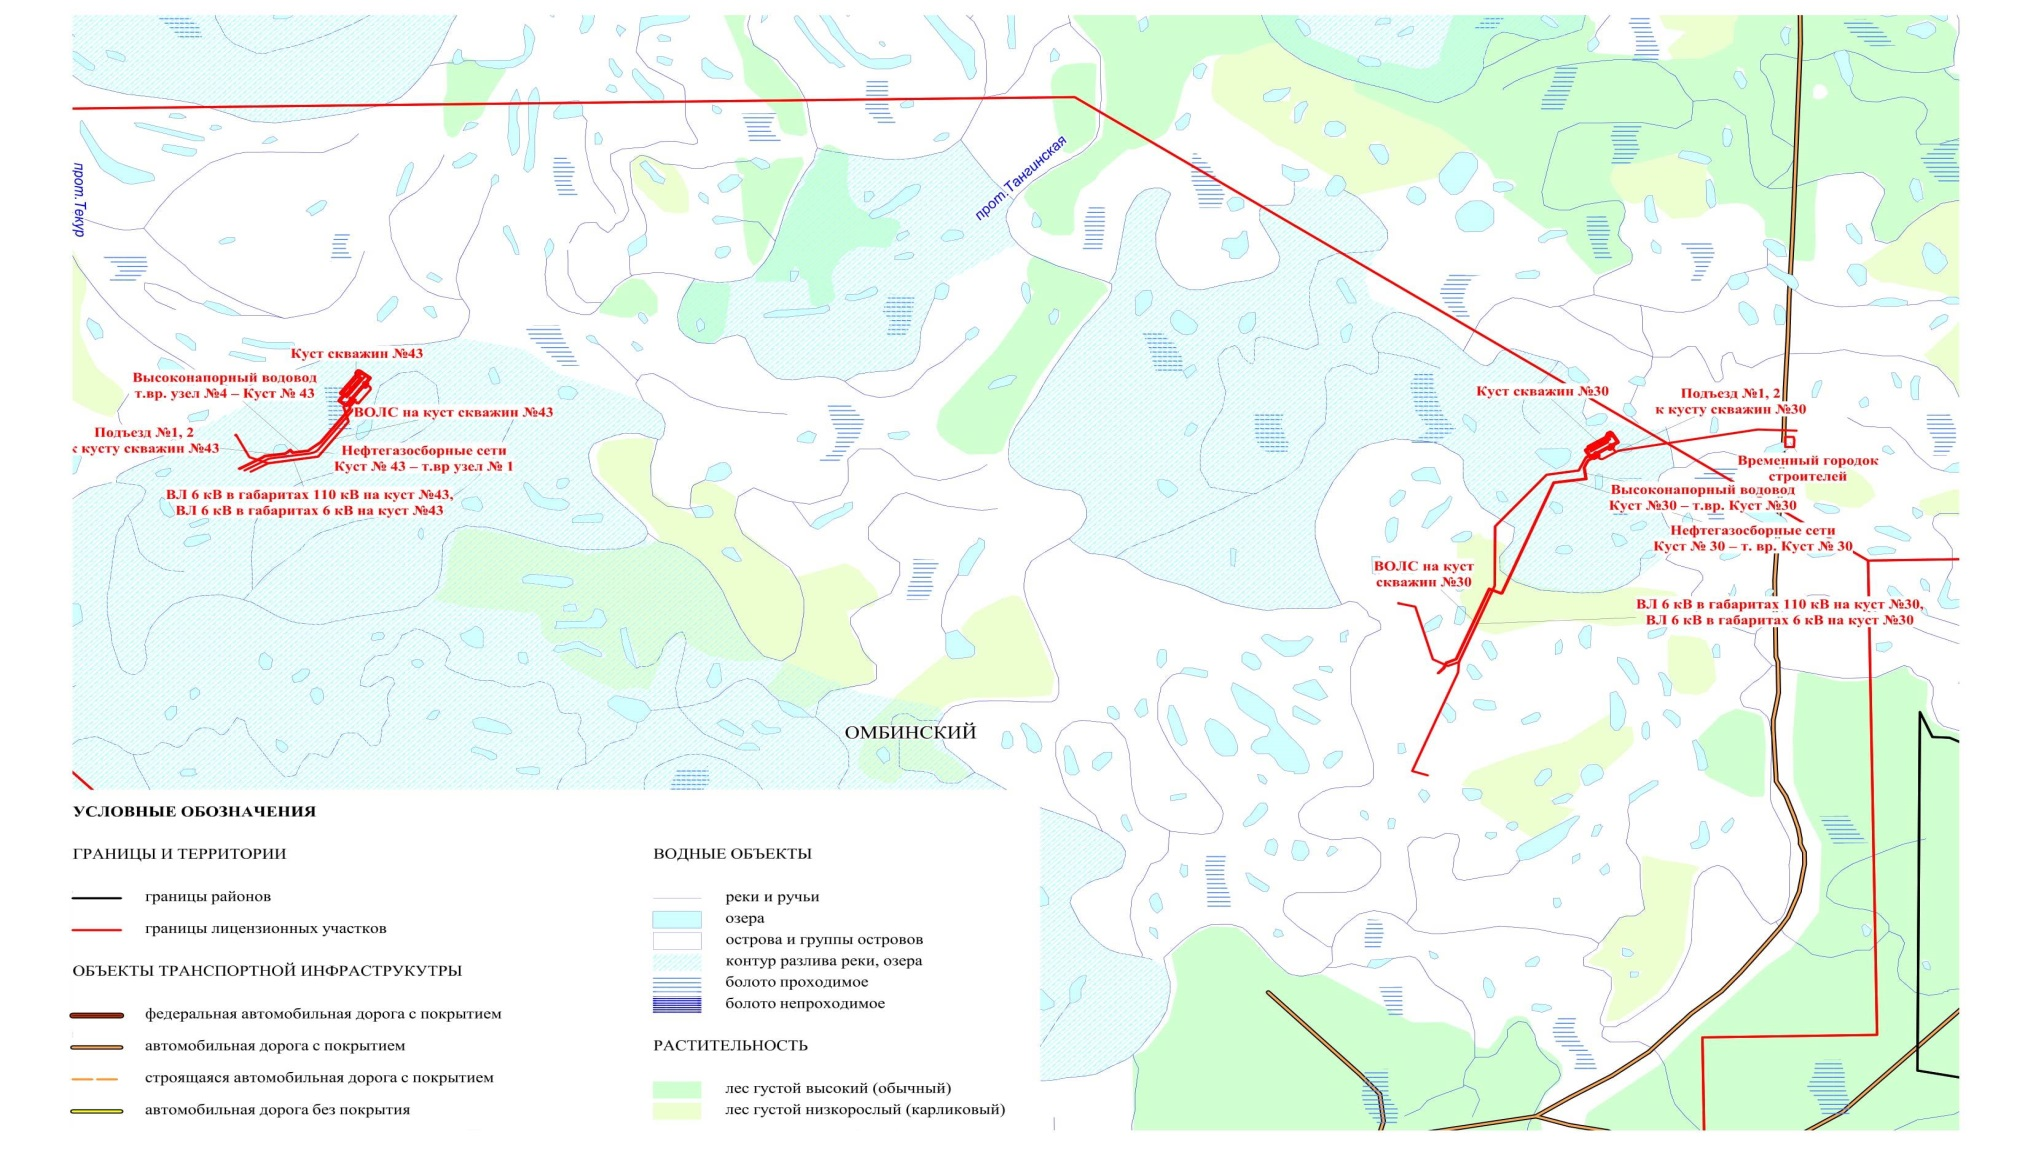 прот.Текур
прот.Тангинская
Куст скважин №43
Высоконапорный водовод
т.вр. узел №4 – Куст № 43
ВОЛС на куст скважин №43
Подъезд №1, 2
к кусту скважин №43
Нефтегазосборные сети
Куст № 43 – т.вр узел № 1
ВЛ 6 кВ в габаритах 110 кВ на куст №43,
ВЛ 6 кВ в габаритах 6 кВ на куст №43
Куст скважин №30
Подъезд №1, 2
к кусту скважин №30
Временный городок
строителей
Высоконапорный водовод
Куст №30 – т.вр. Куст №30
Нефтегазосборные сети
Куст № 30 – т. вр. Куст № 30
ВОЛС на куст
скважин №30
ВЛ 6 кВ в габаритах 110 кВ на куст №30,
ВЛ 6 кВ в габаритах 6 кВ на куст №30
ОМБИНСКИЙ
УСЛОВНЫЕ ОБОЗНАЧЕНИЯ
ГРАНИЦЫ И ТЕРРИТОРИИ
границы районов
границы лицензионных участков
ОБЪЕКТЫ ТРАНСПОРТНОЙ ИНФРАСТРУКУТРЫ
федеральная автомобильная дорога с покрытием
автомобильная дорога с покрытием
строящаяся автомобильная дорога с покрытием
автомобильная дорога без покрытия
ВОДНЫЕ ОБЪЕКТЫ
реки и ручьи
озера
острова и группы островов
контур разлива реки, озера
болото проходимое
болото непроходимое
РАСТИТЕЛЬНОСТЬ
лес густой высокий (обычный)
лес густой низкорослый (карликовый)